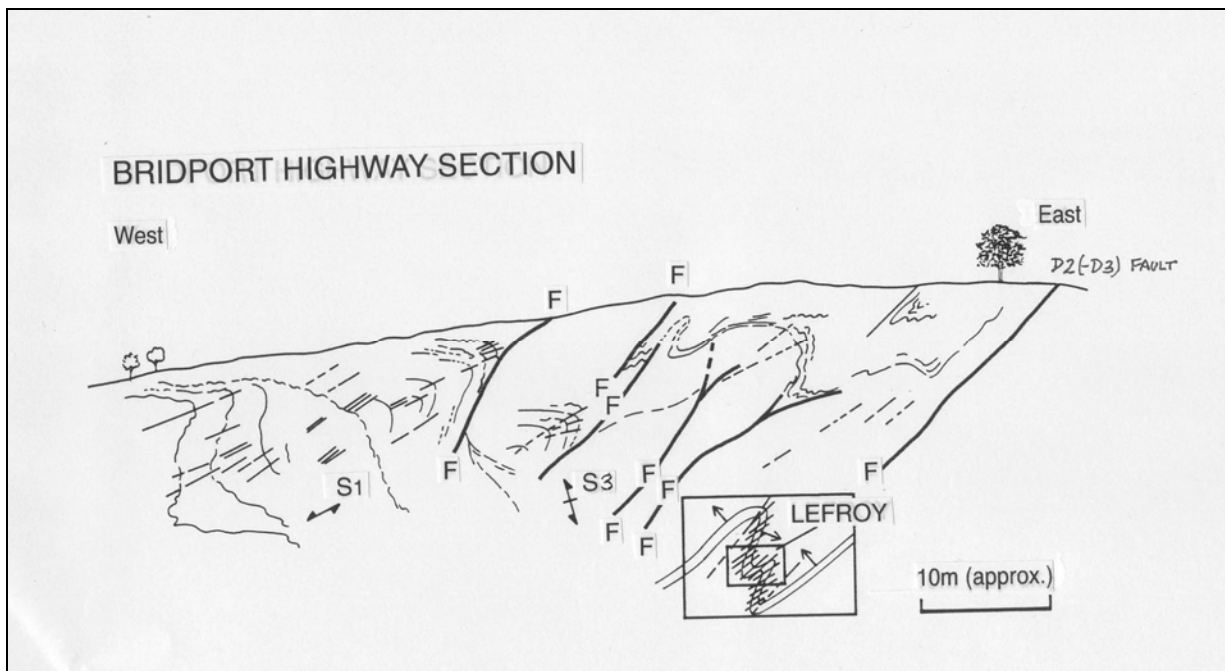 BRIDPORT HIGHWAY SECTION
West
East
D2(-D3) FAULT
F
F
F
F
F
S1
S3
F
F
F
F
F
LEFROY
10m (approx.)